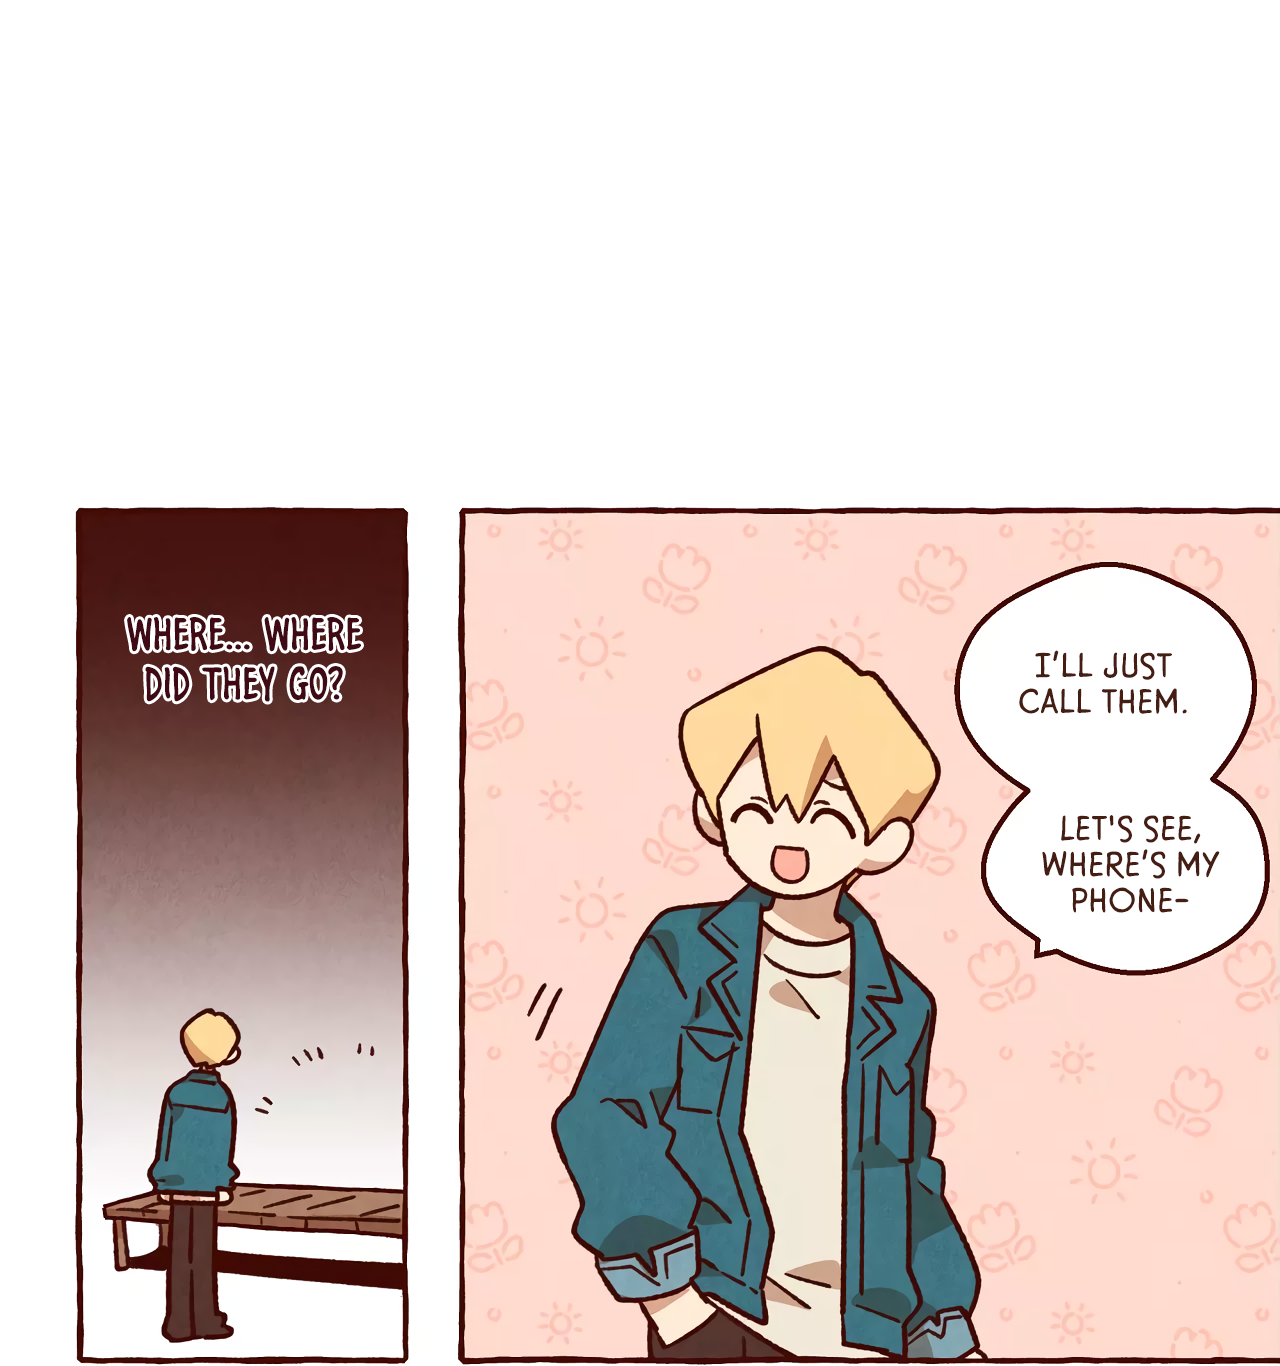 WHERE... WHERE
DID THEY GO?
I'LL JUST
CALL THEM.
LET'S SEE,
WHERE'S MY
PHONE-